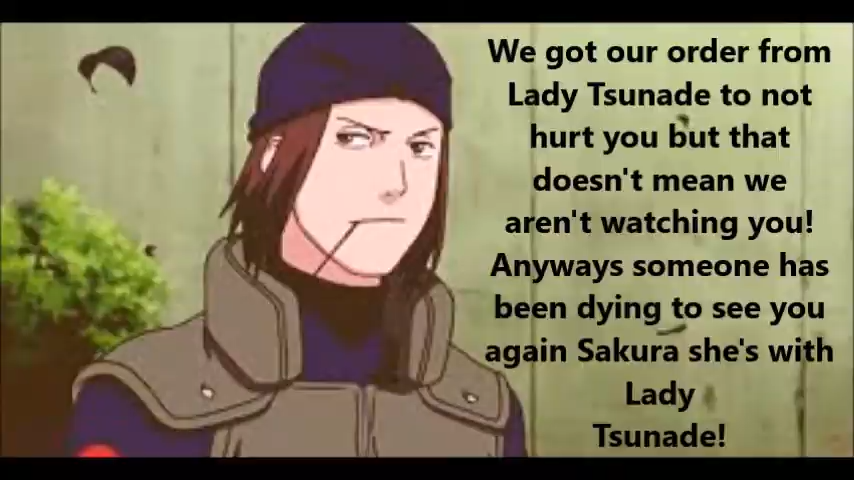 We got our order from
Lady Tsunade to not
hurt you but that
doesn't mean we
aren't watching you!
Anyways someone has
been dying to see you
again Sakura she's with
Lady
Tsunade!